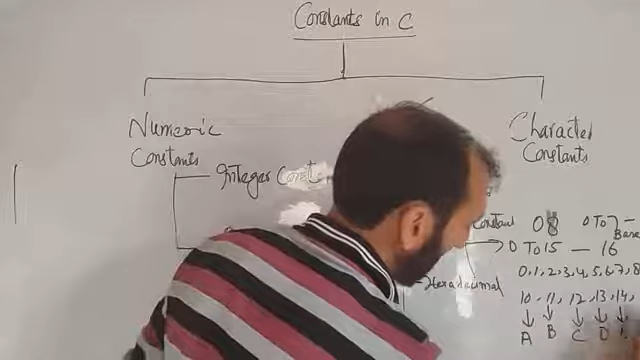 Constants in C
Numeric
Constants
Character
Constants
Integer Const
Constant 08 0 To 7 –
Base
0 To 15 — 16
0,1,2,3,4,5,6,7,8
Hexadecimal
10, 11, 12, 13, 14,
A B C D